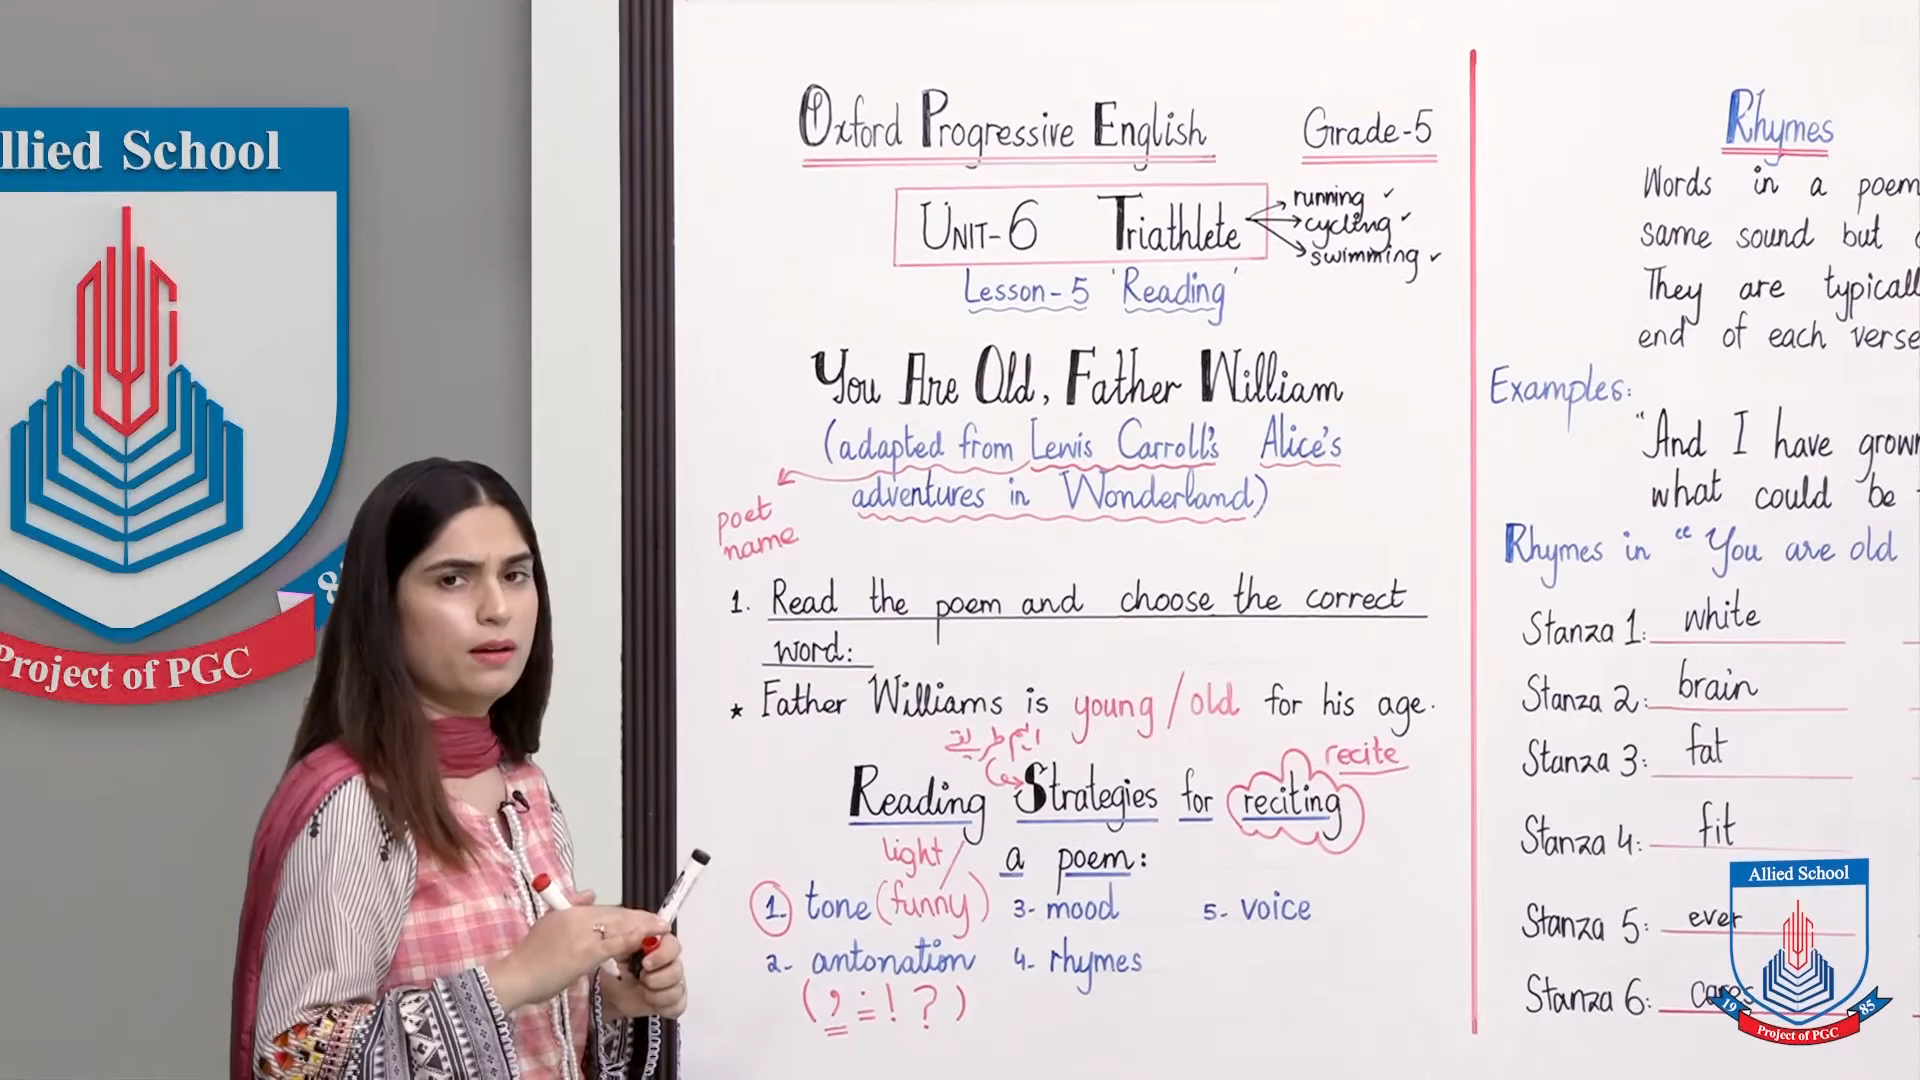 llied School
Project of PGC
Oxford Progressive English
Grade-5
UNIT-6 Triathlete
running ✓
cycling ✓
swimming ✓
Lesson-5 'Reading'
You Are Old, Father William
(adapted from Lewis Carroll's Alice's
adventures in Wonderland)
poet
name
1. Read the poem and choose the correct
word:
★ Father Williams is young/old for his age.
اہم طریقے
recite
Reading Strategies for reciting
a poem:
light/
1. tone (funny)
2- antonation
(, ; : ! ?)
3- mood
4- rhymes
5- voice
Rhymes
Words in a poem
same sound but
They are typicall
end of each verse
Examples:
"And I have grown
what could be
Rhymes in "You are old
Stanza 1: white
Stanza 2: brain
Stanza 3: fat
Stanza 4: fit
Stanza 5: ever
Stanza 6: cares
Allied School
19 85
Project of PGC